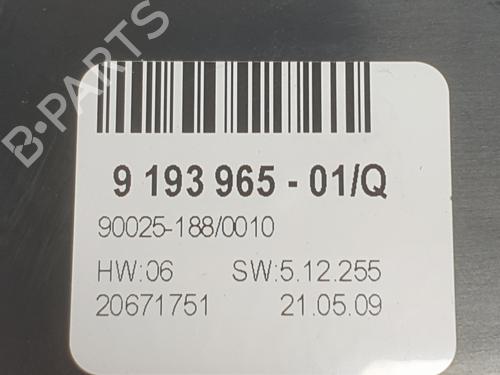 B-PARTS
9 193 965 - 01/Q
90025-188/0010
HW:06 SW:5.12.255
20671751 21.05.09